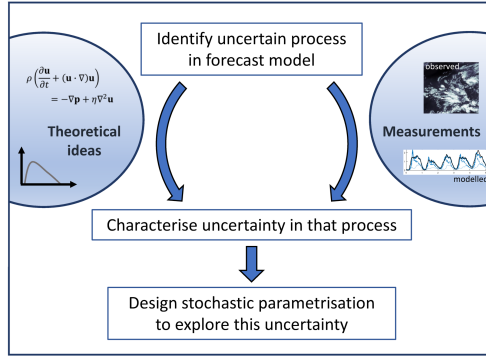 Identify uncertain process
in forecast model
ρ(∂u/∂t + (u · ∇)u)
= −∇p + η∇²u
Theoretical
ideas
observed
Measurements
modelled
Characterise uncertainty in that process
Design stochastic parametrisation
to explore this uncertainty